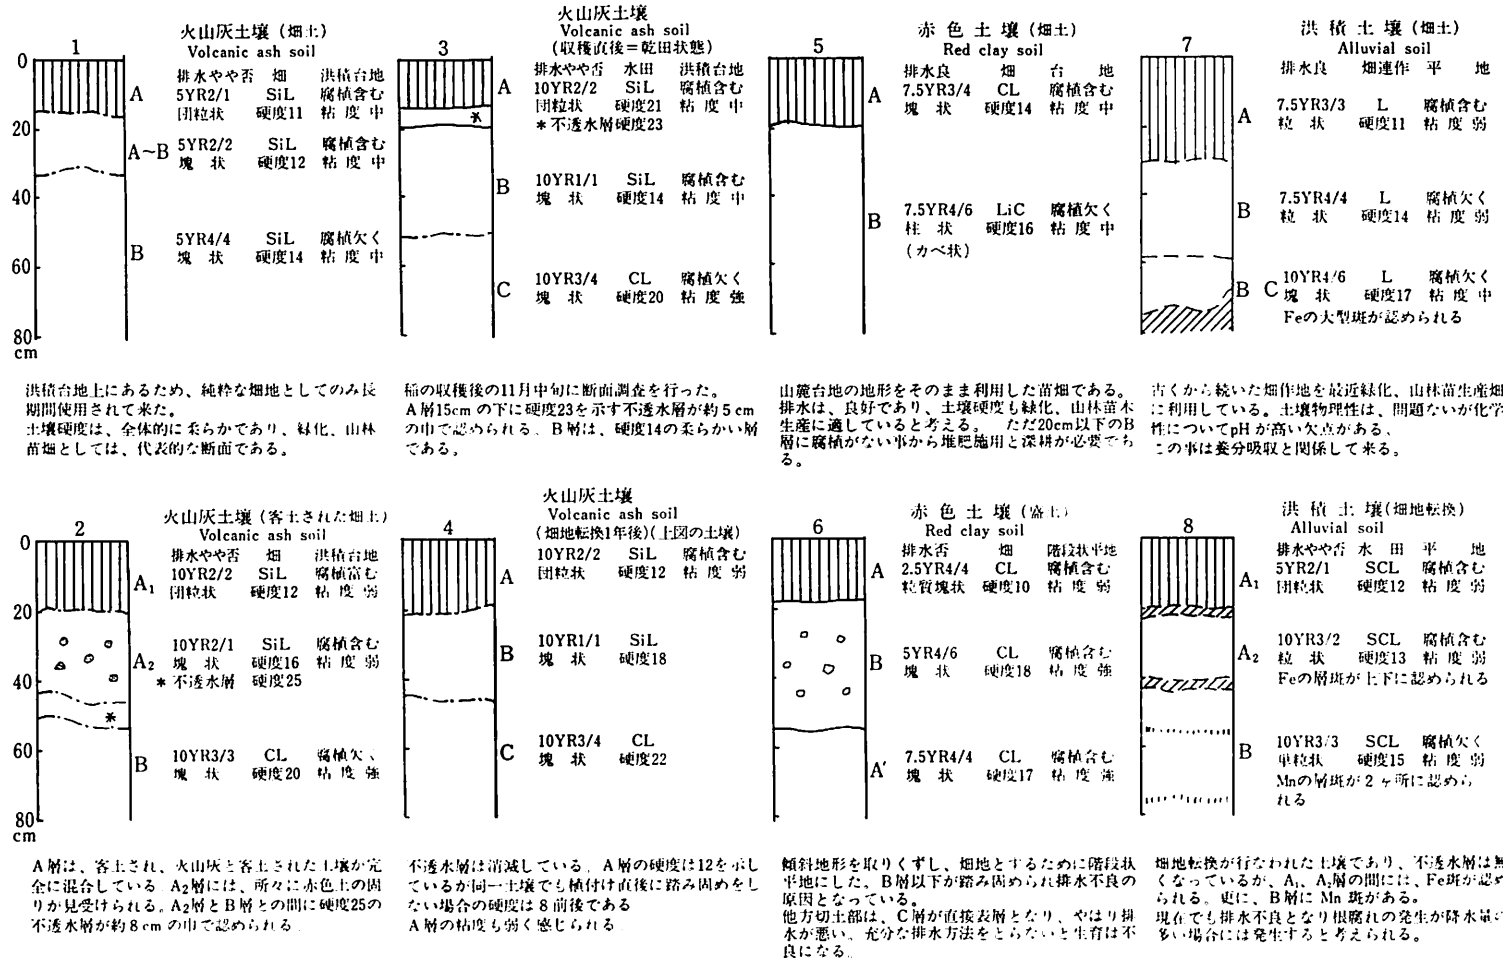 1
火山灰土壌(畑土)
Volcanic ash soil
排水やや否 畑 洪積台地
0
20
40
60
80
cm
A 5YR2/1 SiL 腐植含む
団粒状 硬度11 粘度中
A~B 5YR2/2 SiL 腐植含む
塊状 硬度12 粘度中
B 5YR4/4 SiL 腐植欠く
塊状 硬度14 粘度中
洪積台地上にあるため、純粋な畑地としてのみ長
期間使用されて来た。
土壌硬度は、全体的に柔らかであり、緑化、山林
苗畑としては、代表的な断面である。
3
火山灰土壌
Volcanic ash soil
(収穫直後=乾田状態)
排水やや否 水田 洪積台地
A 10YR2/2 SiL 腐植含む
団粒状 硬度21 粘度中
*不透水層硬度23
*
B 10YR1/1 SiL 腐植含む
塊状 硬度14 粘度中
C 10YR3/4 CL 腐植欠く
塊状 硬度20 粘度強
稲の収穫後の11月中旬に断面調査を行った。
A層15cmの下に硬度23を示す不透水層が約5cm
の巾で認められる。B層は、硬度14の柔らかい層
である。
5
赤色土壌(畑土)
Red clay soil
排水良 畑 台地
A 7.5YR3/4 CL 腐植含む
塊状 硬度14 粘度中
B 7.5YR4/6 LiC 腐植欠く
柱状 硬度16 粘度中
(カベ状)
山麓台地の地形をそのまま利用した苗畑である。
排水は、良好であり、土壌硬度も緑化、山林苗木
生産に適していると考える。 ただ20cm以下のB
層に腐植がない事から堆肥施用と深耕が必要であ
る。
7
洪積土壌(畑土)
Alluvial soil
排水良 畑連作 平地
A 7.5YR3/3 L 腐植含む
粒状 硬度11 粘度弱
B 7.5YR4/4 L 腐植欠く
粒状 硬度14 粘度弱
B C 10YR4/6 L 腐植欠く
塊状 硬度17 粘度中
Feの大型斑が認められる
古くから続いた畑作地を最近緑化、山林苗生産畑
に利用している。土壌物理性は、問題ないが化学
性についてpHが高い欠点がある、
この事は養分吸収と関係して来る。
2
火山灰土壌(客土された畑土)
Volcanic ash soil
排水やや否 畑 洪積台地
0
20
40
60
80
cm
A1 10YR2/2 SiL 腐植富む
団粒状 硬度12 粘度弱
A2 10YR2/1 SiL 腐植含む
塊状 硬度16 粘度弱
*不透水層 硬度25
*
B 10YR3/3 CL 腐植欠く
塊状 硬度20 粘度強
A層は、客土され、火山灰と客土された土壌が完
全に混合している A2層には、所々に赤色土の固
りが見受けられる。A2層とB層との間に硬度25の
不透水層が約8cmの巾で認められる
4
火山灰土壌
Volcanic ash soil
(畑地転換1年後)(上図の土壌)
A 10YR2/2 SiL 腐植含む
団粒状 硬度12 粘度弱
B 10YR1/1 SiL
塊状 硬度18
C 10YR3/4 CL
塊状 硬度22
不透水層は消滅している。A層の硬度は12を示し
ているが同一土壌でも植付け直後に踏み固めをし
ない場合の硬度は8前後である
A層の粘度も弱く感じられる
6
赤色土壌(盛土)
Red clay soil
排水否 畑 階段状平地
A 2.5YR4/4 CL 腐植含む
粒質塊状 硬度10 粘度弱
B 5YR4/6 CL 腐植含む
塊状 硬度18 粘度強
A' 7.5YR4/4 CL 腐植含む
塊状 硬度17 粘度強
傾斜地形を取りくずし、畑地とするために階段状
平地にした。B層以下が踏み固められ排水不良の
原因となっている。
他方切土部は、C層が直接表層となり、やはり排
水が悪い、充分な排水方法をとらないと生育は不
良になる。
8
洪積土壌(畑地転換)
Alluvial soil
排水やや否 水田 平地
A1 5YR2/1 SCL 腐植含む
団粒状 硬度12 粘度中
A2 10YR3/2 SCL 腐植含む
粒状 硬度13 粘度弱
Feの層斑が上下に認められる
B 10YR3/3 SCL 腐植欠く
単粒状 硬度15 粘度弱
Mnの層斑が2ヶ所に認めら
れる
畑地転換が行なわれた土壌であり、不透水層は無
くなっているが、A1、A2層の間には、Fe斑が認め
られる。更に、B層にMn斑がある。
現在でも排水不良となり根腐れの発生が降水量の
多い場合には発生すると考えられる。